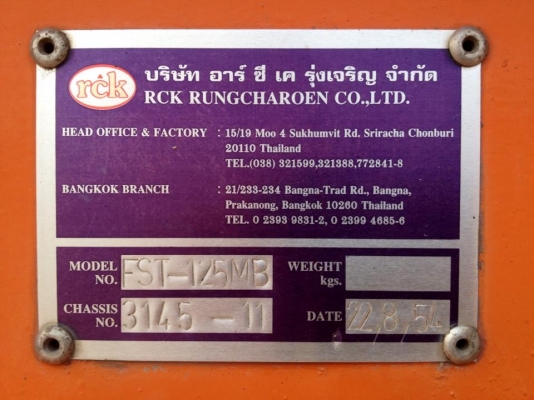 rck
บริษัท อาร์ ซี เค รุ่งเจริญ จำกัด
RCK RUNGCHAROEN CO.,LTD.
HEAD OFFICE & FACTORY : 15/19 Moo 4 Sukhumvit Rd. Sriracha Chonburi
20110 Thailand
TEL.(038) 321599,321388,772841-8
BANGKOK BRANCH : 21/233-234 Bangna-Trad Rd., Bangna,
Prakanong, Bangkok 10260 Thailand
TEL. 0 2393 9831-2, 0 2399 4685-6
MODEL NO. FST-125MB WEIGHT kgs.
CHASSIS NO. 3145-11 DATE 22,8,54